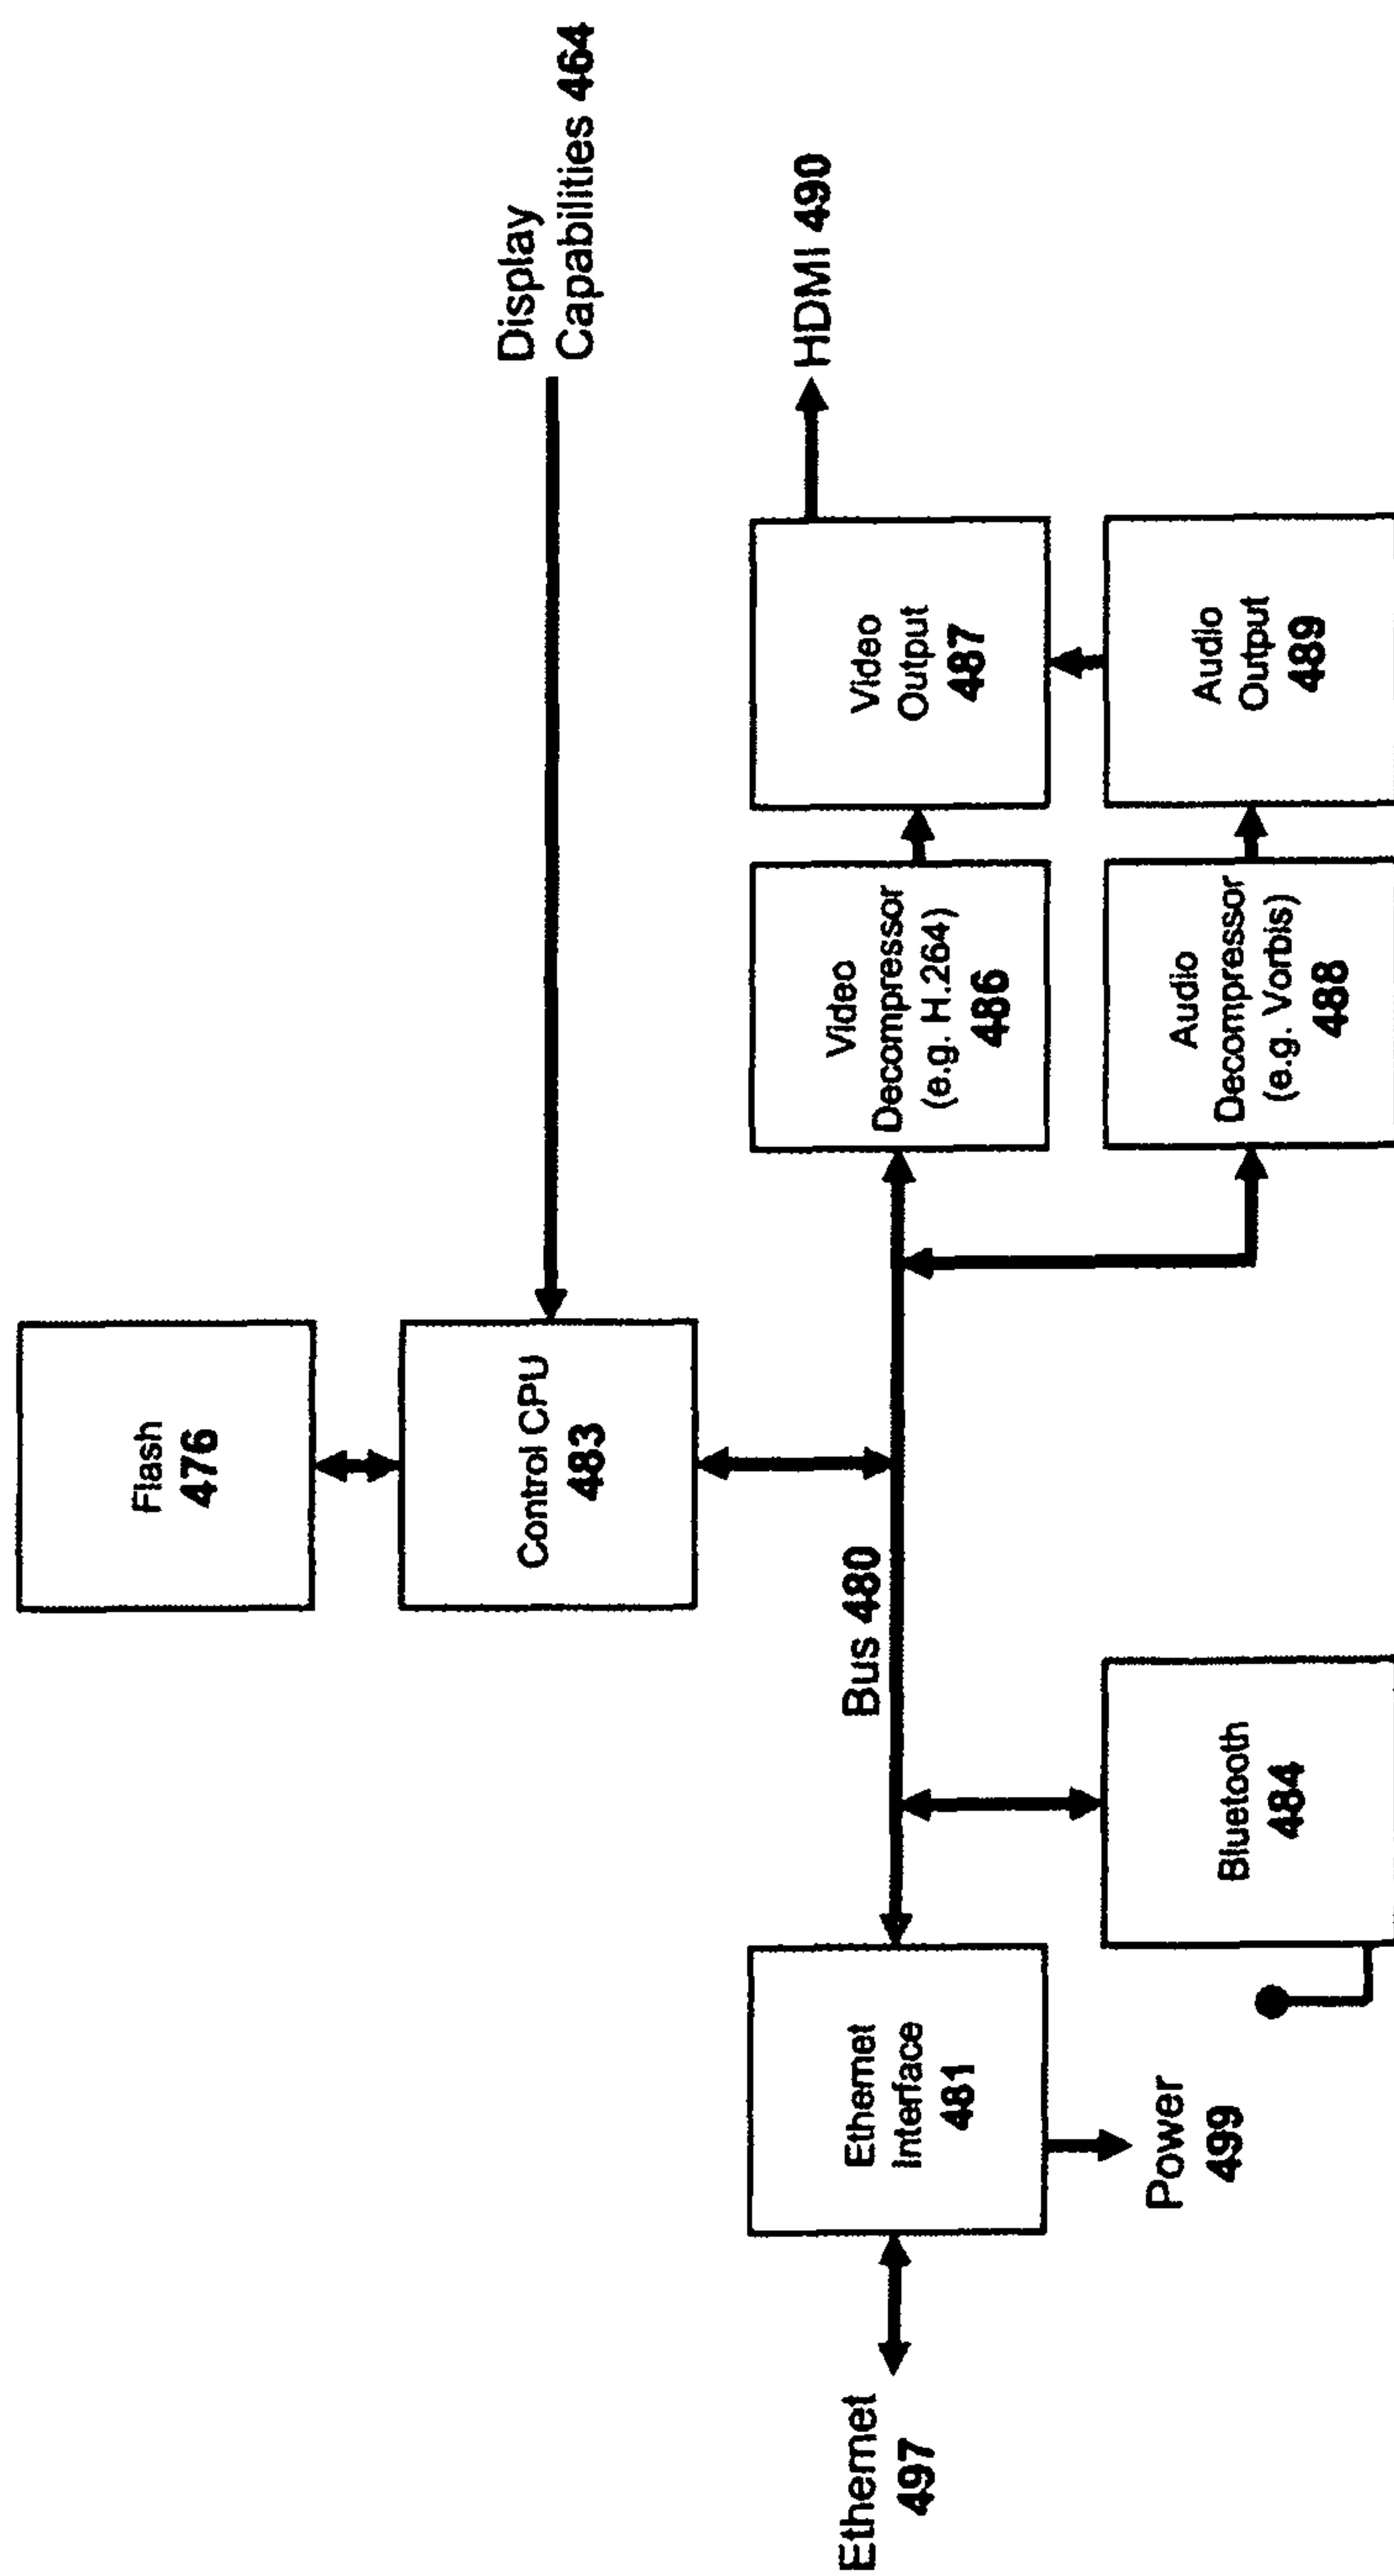 Flash
476
Display
Capabilities 464
Control CPU
483
Bus 480
HDMI 490
Ethernet
497
Ethernet
Interface
481
Video
Decompressor
(e.g. H.264)
486
Video
Output
487
Power
499
Bluetooth
484
Audio
Decompressor
(e.g. Vorbis)
488
Audio
Output
489